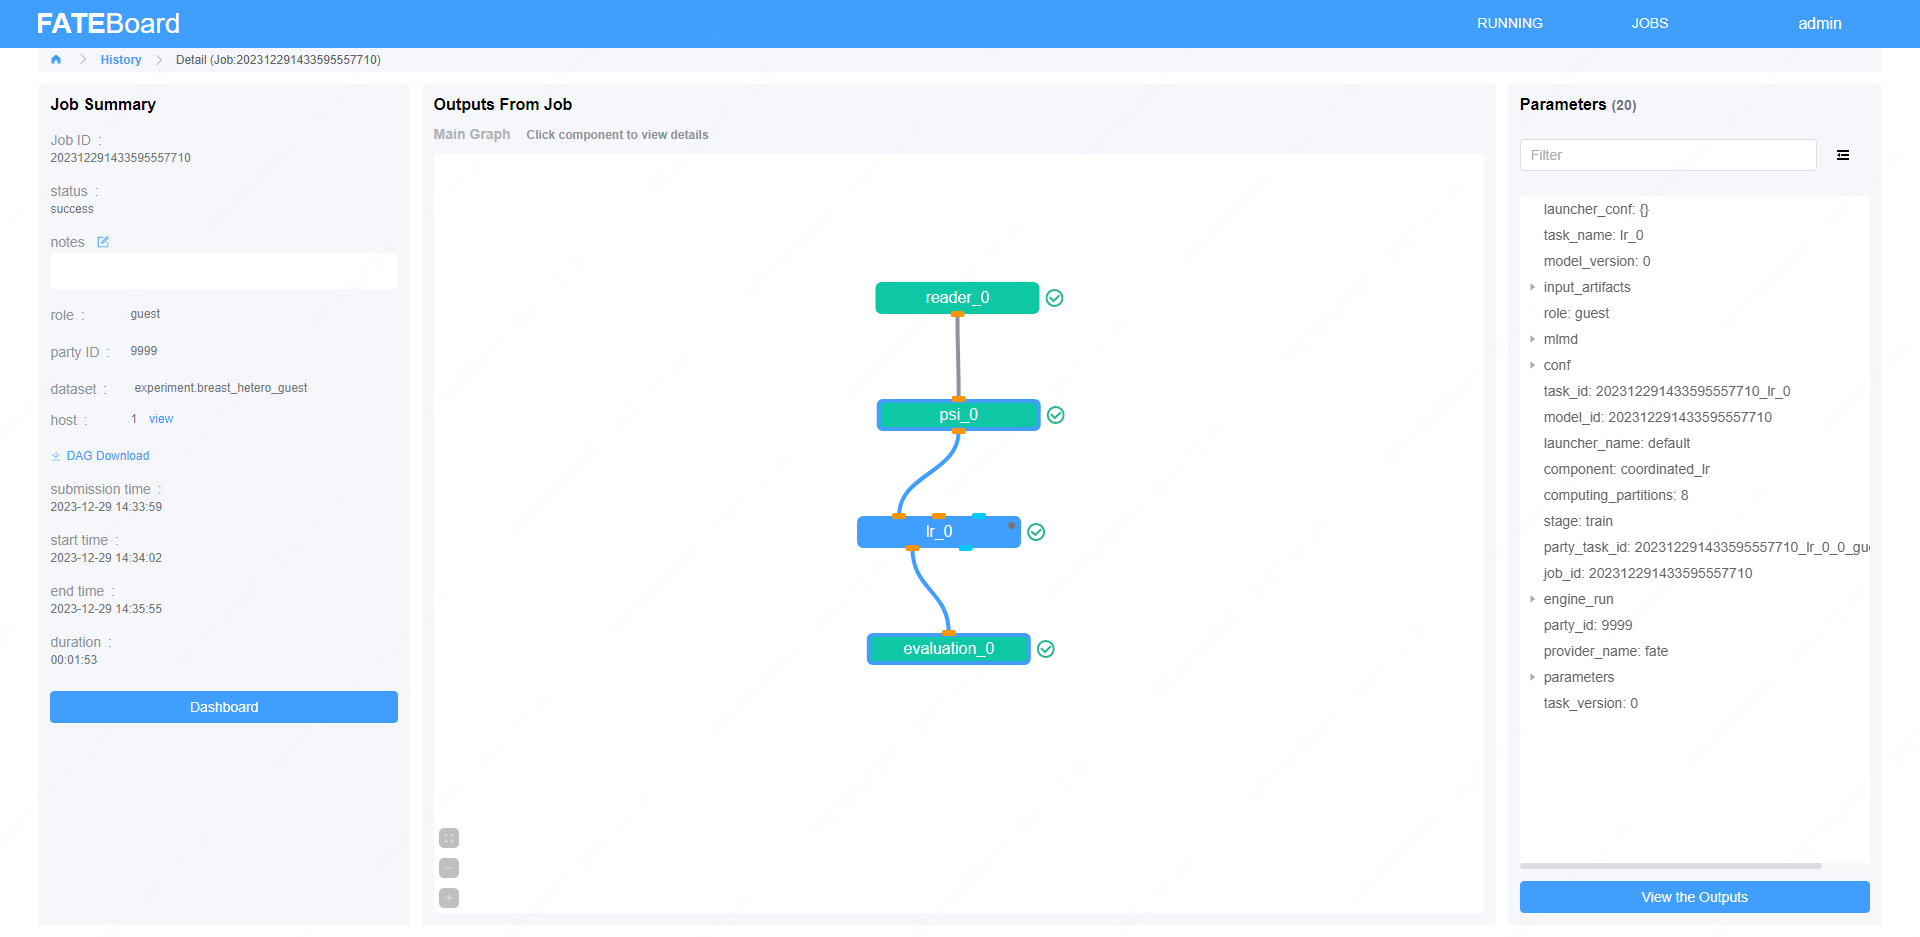 FATEBoard
RUNNING
JOBS
admin
History
Detail (Job:202312291433595557710)
Job Summary
Job ID :
202312291433595557710
status :
success
notes
role :
guest
party ID :
9999
dataset :
experiment.breast_hetero_guest
host :
1 view
DAG Download
submission time :
2023-12-29 14:33:59
start time :
2023-12-29 14:34:02
end time :
2023-12-29 14:35:55
duration :
00:01:53
Dashboard
Outputs From Job
Main Graph Click component to view details
reader_0
psi_0
lr_0
evaluation_0
Parameters (20)
Filter
launcher_conf: {}
task_name: lr_0
model_version: 0
input_artifacts
role: guest
mlmd
conf
task_id: 202312291433595557710_lr_0
model_id: 202312291433595557710
launcher_name: default
component: coordinated_lr
computing_partitions: 8
stage: train
party_task_id: 202312291433595557710_lr_0_0_gu
job_id: 202312291433595557710
engine_run
party_id: 9999
provider_name: fate
parameters
task_version: 0
View the Outputs